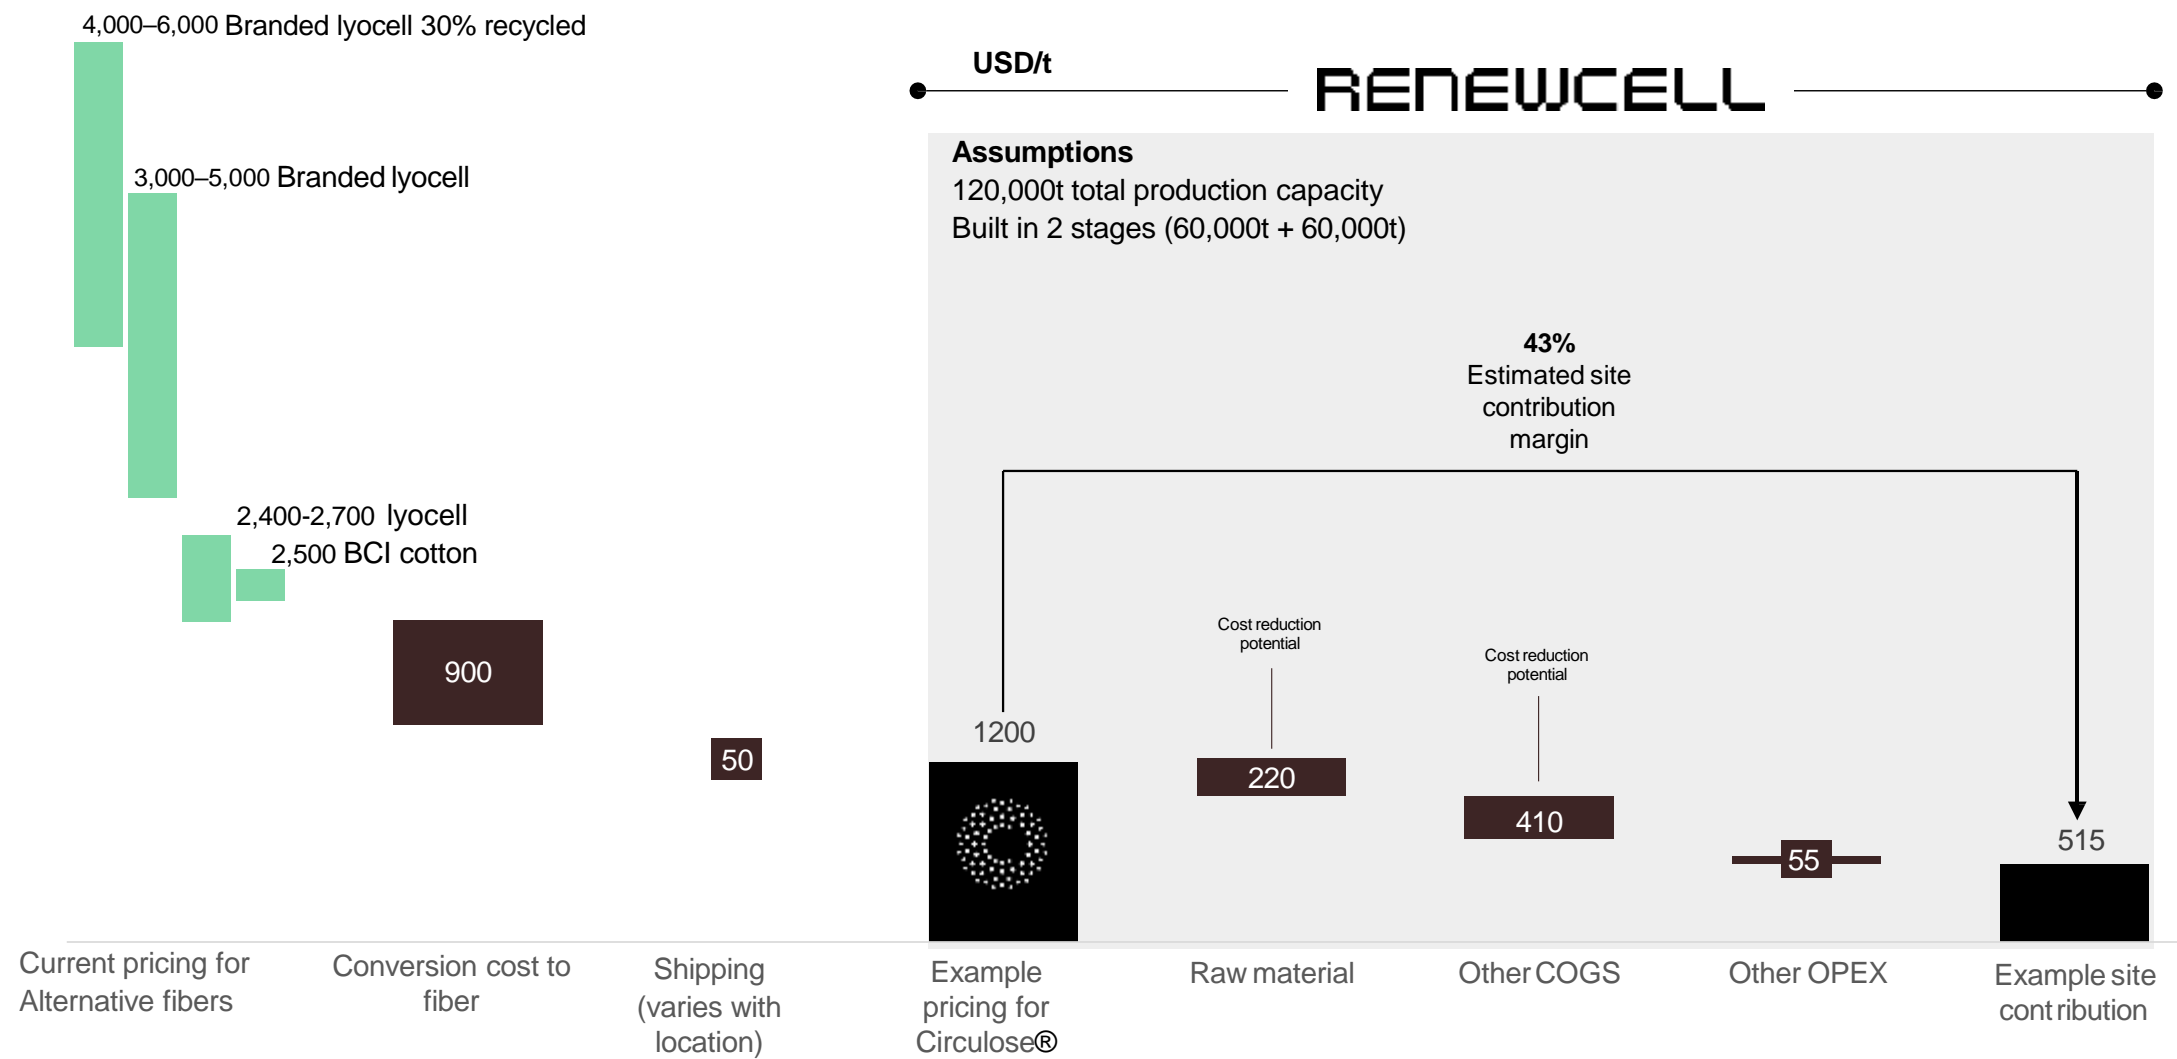 4,000–6,000 Branded lyocell 30% recycled
USD/t
RENEWCELL
Assumptions
120,000t total production capacity
Built in 2 stages (60,000t + 60,000t)
3,000–5,000 Branded lyocell
43%
Estimated site
contribution
margin
2,400-2,700 lyocell
2,500 BCI cotton
900
50
1200
Cost reduction
potential
220
Cost reduction
potential
410
55
515
Current pricing for
Alternative fibers
Conversion cost to
fiber
Shipping
(varies with
location)
Example
pricing for
Circulose®
Raw material
Other COGS
Other OPEX
Example site
contribution